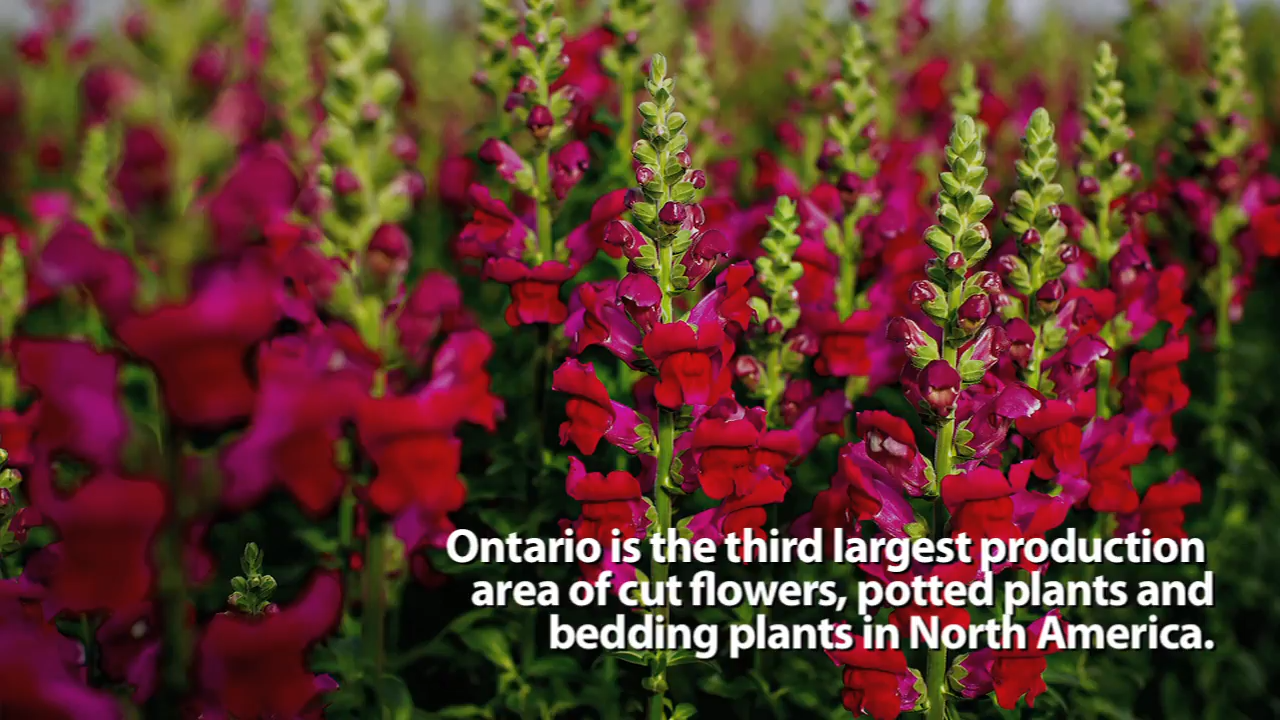 Ontario is the third largest production
area of cut flowers, potted plants and
bedding plants in North America.